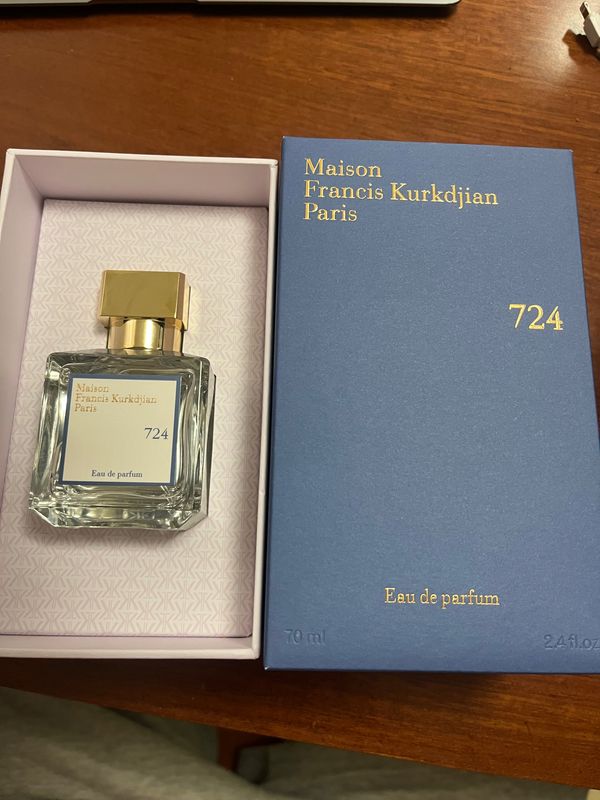 Maison
Francis Kurkdjian
Paris
724
Eau de parfum
Maison
Francis Kurkdjian
Paris
724
Eau de parfum
70 ml
2.4 fl.oz